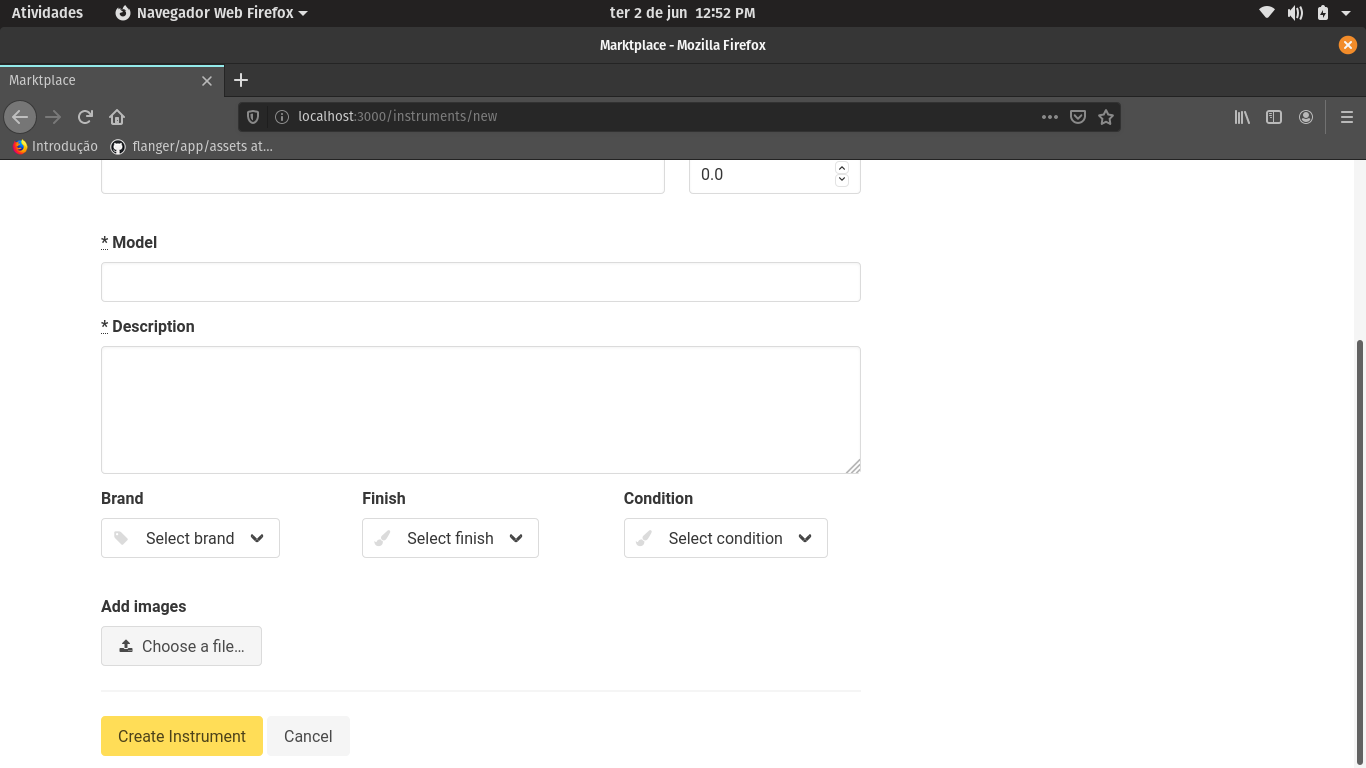 Atividades Navegador Web Firefox ter 2 de jun 12:52 PM
Marktplace - Mozilla Firefox
Marktplace
localhost:3000/instruments/new
Introdução flanger/app/assets at...
0.0
* Model
* Description
Brand Finish Condition
Select brand Select finish Select condition
Add images
Choose a file...
Create Instrument Cancel